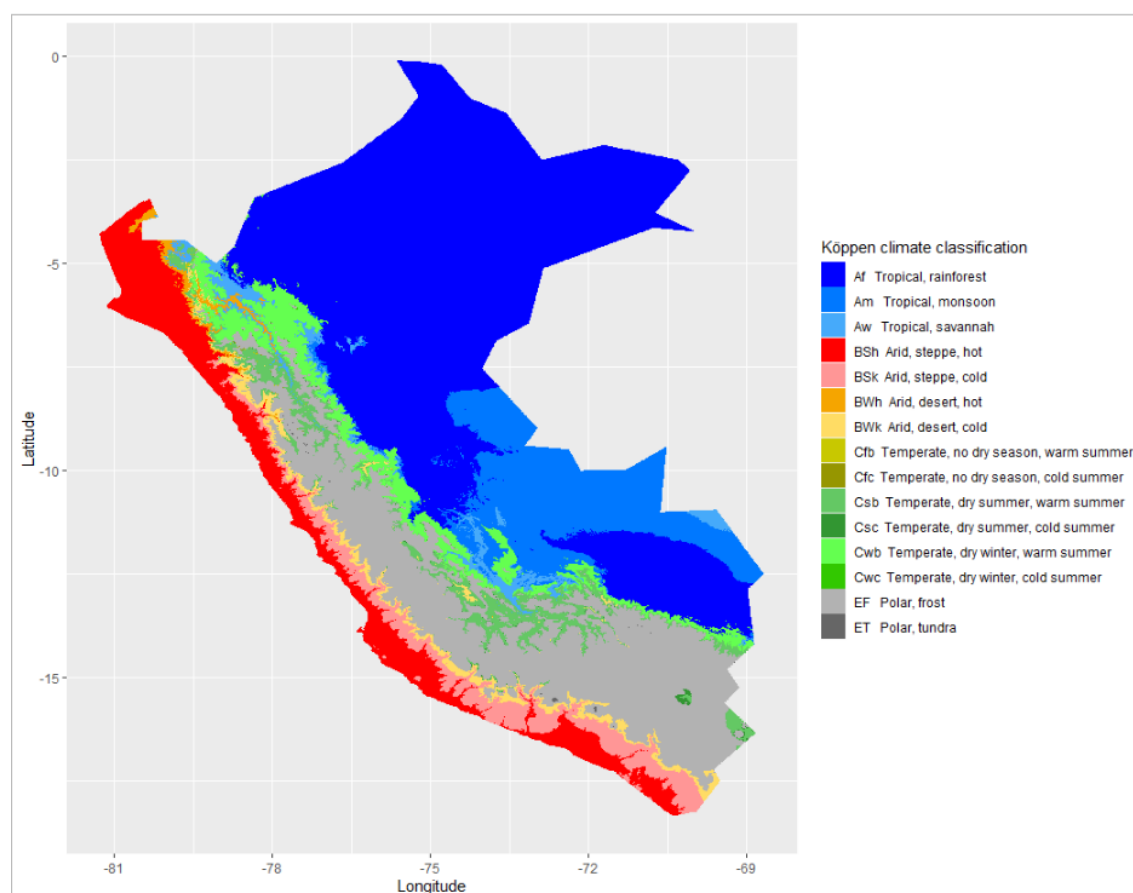 0
-5
-10
-15
Latitude
-81
-78
-75
-72
-69
Longitude
Köppen climate classification
Af Tropical, rainforest
Am Tropical, monsoon
Aw Tropical, savannah
BSh Arid, steppe, hot
BSk Arid, steppe, cold
BWh Arid, desert, hot
BWk Arid, desert, cold
Cfb Temperate, no dry season, warm summer
Cfc Temperate, no dry season, cold summer
Csb Temperate, dry summer, warm summer
Csc Temperate, dry summer, cold summer
Cwb Temperate, dry winter, warm summer
Cwc Temperate, dry winter, cold summer
EF Polar, frost
ET Polar, tundra